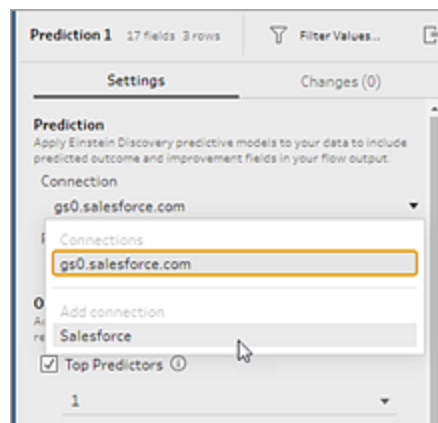 Prediction 1 17 fields 3 rows Filter Values...
Settings Changes (0)
Prediction
Apply Einstein Discovery predictive models to your data to include
predicted outcome and improvement fields in your flow output.
Connection
gs0.salesforce.com
Connections
gs0.salesforce.com
Add connection
Salesforce
Top Predictors
1